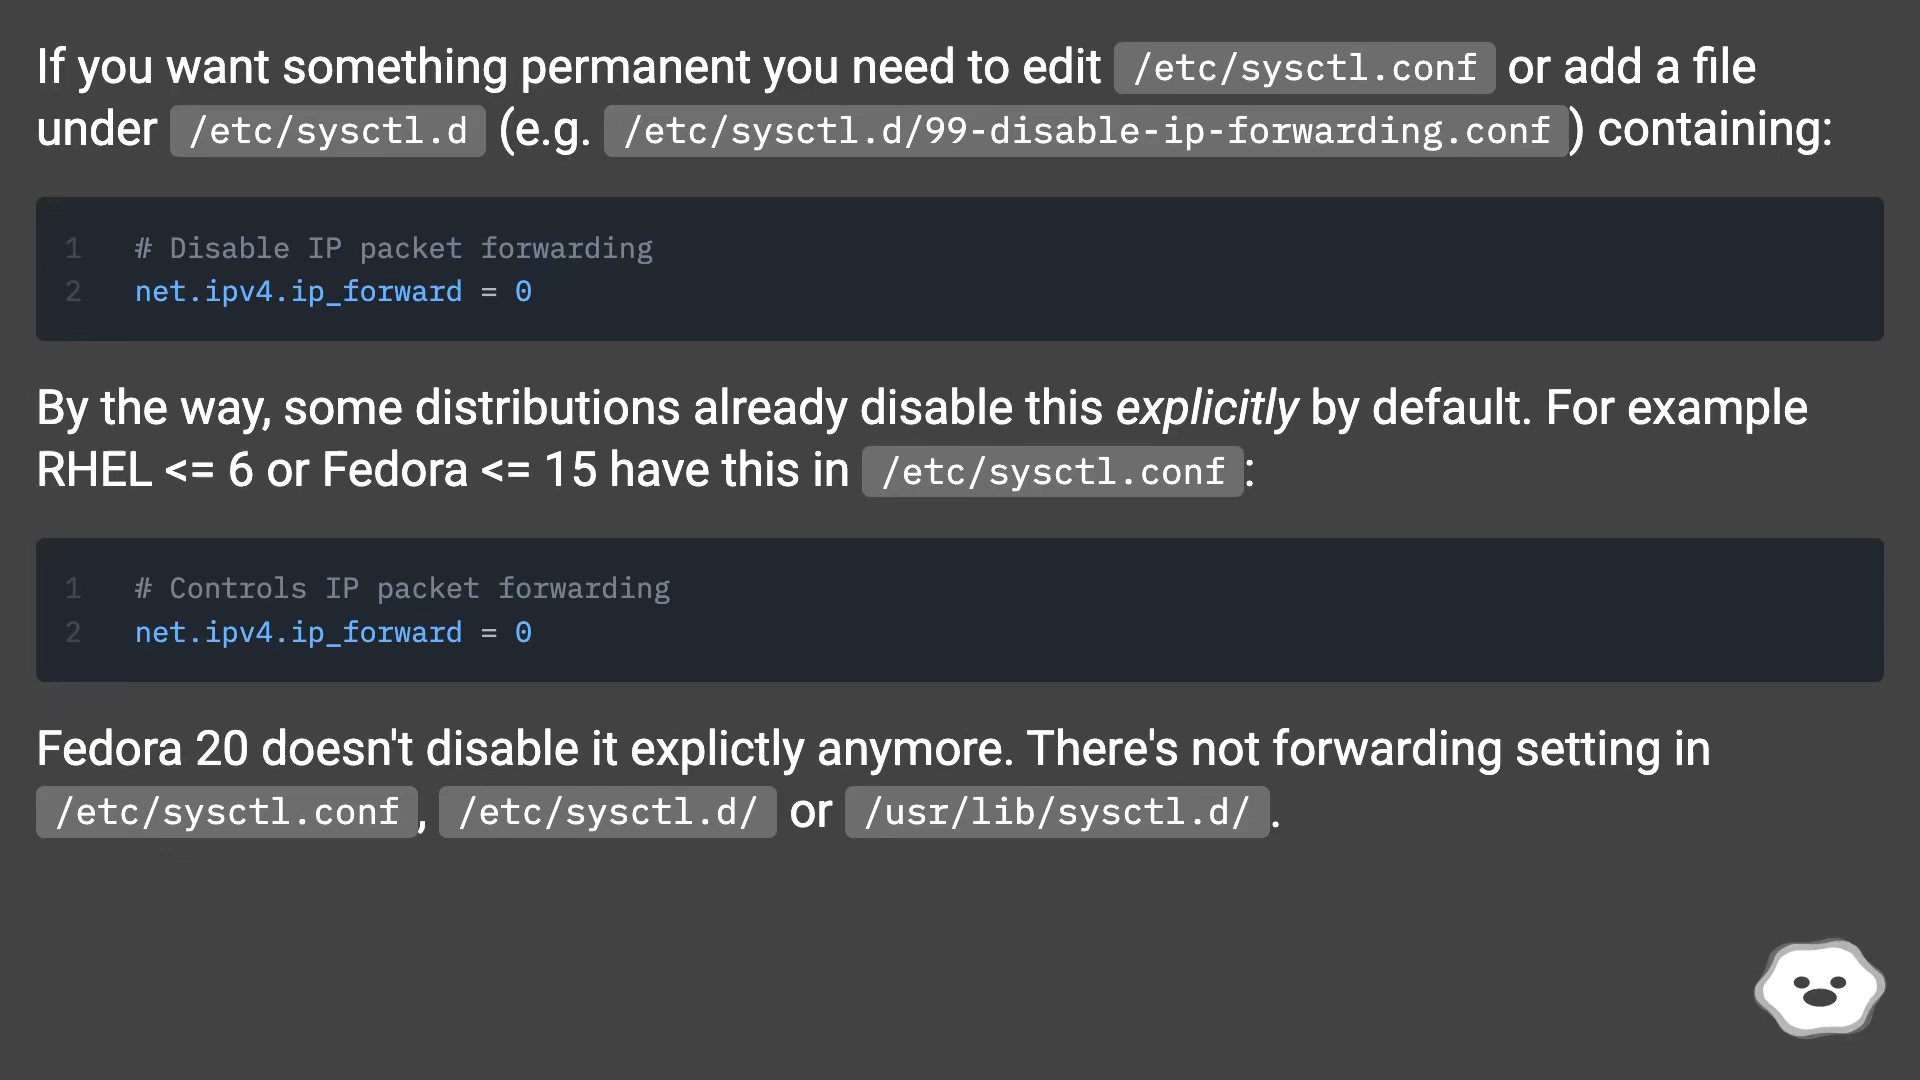 If you want something permanent you need to edit /etc/sysctl.conf or add a file
under /etc/sysctl.d (e.g. /etc/sysctl.d/99-disable-ip-forwarding.conf) containing:
1 # Disable IP packet forwarding
2 net.ipv4.ip_forward = 0
By the way, some distributions already disable this explicitly by default. For example
RHEL <= 6 or Fedora <= 15 have this in /etc/sysctl.conf:
1 # Controls IP packet forwarding
2 net.ipv4.ip_forward = 0
Fedora 20 doesn't disable it explictly anymore. There's not forwarding setting in
/etc/sysctl.conf, /etc/sysctl.d/ or /usr/lib/sysctl.d/.